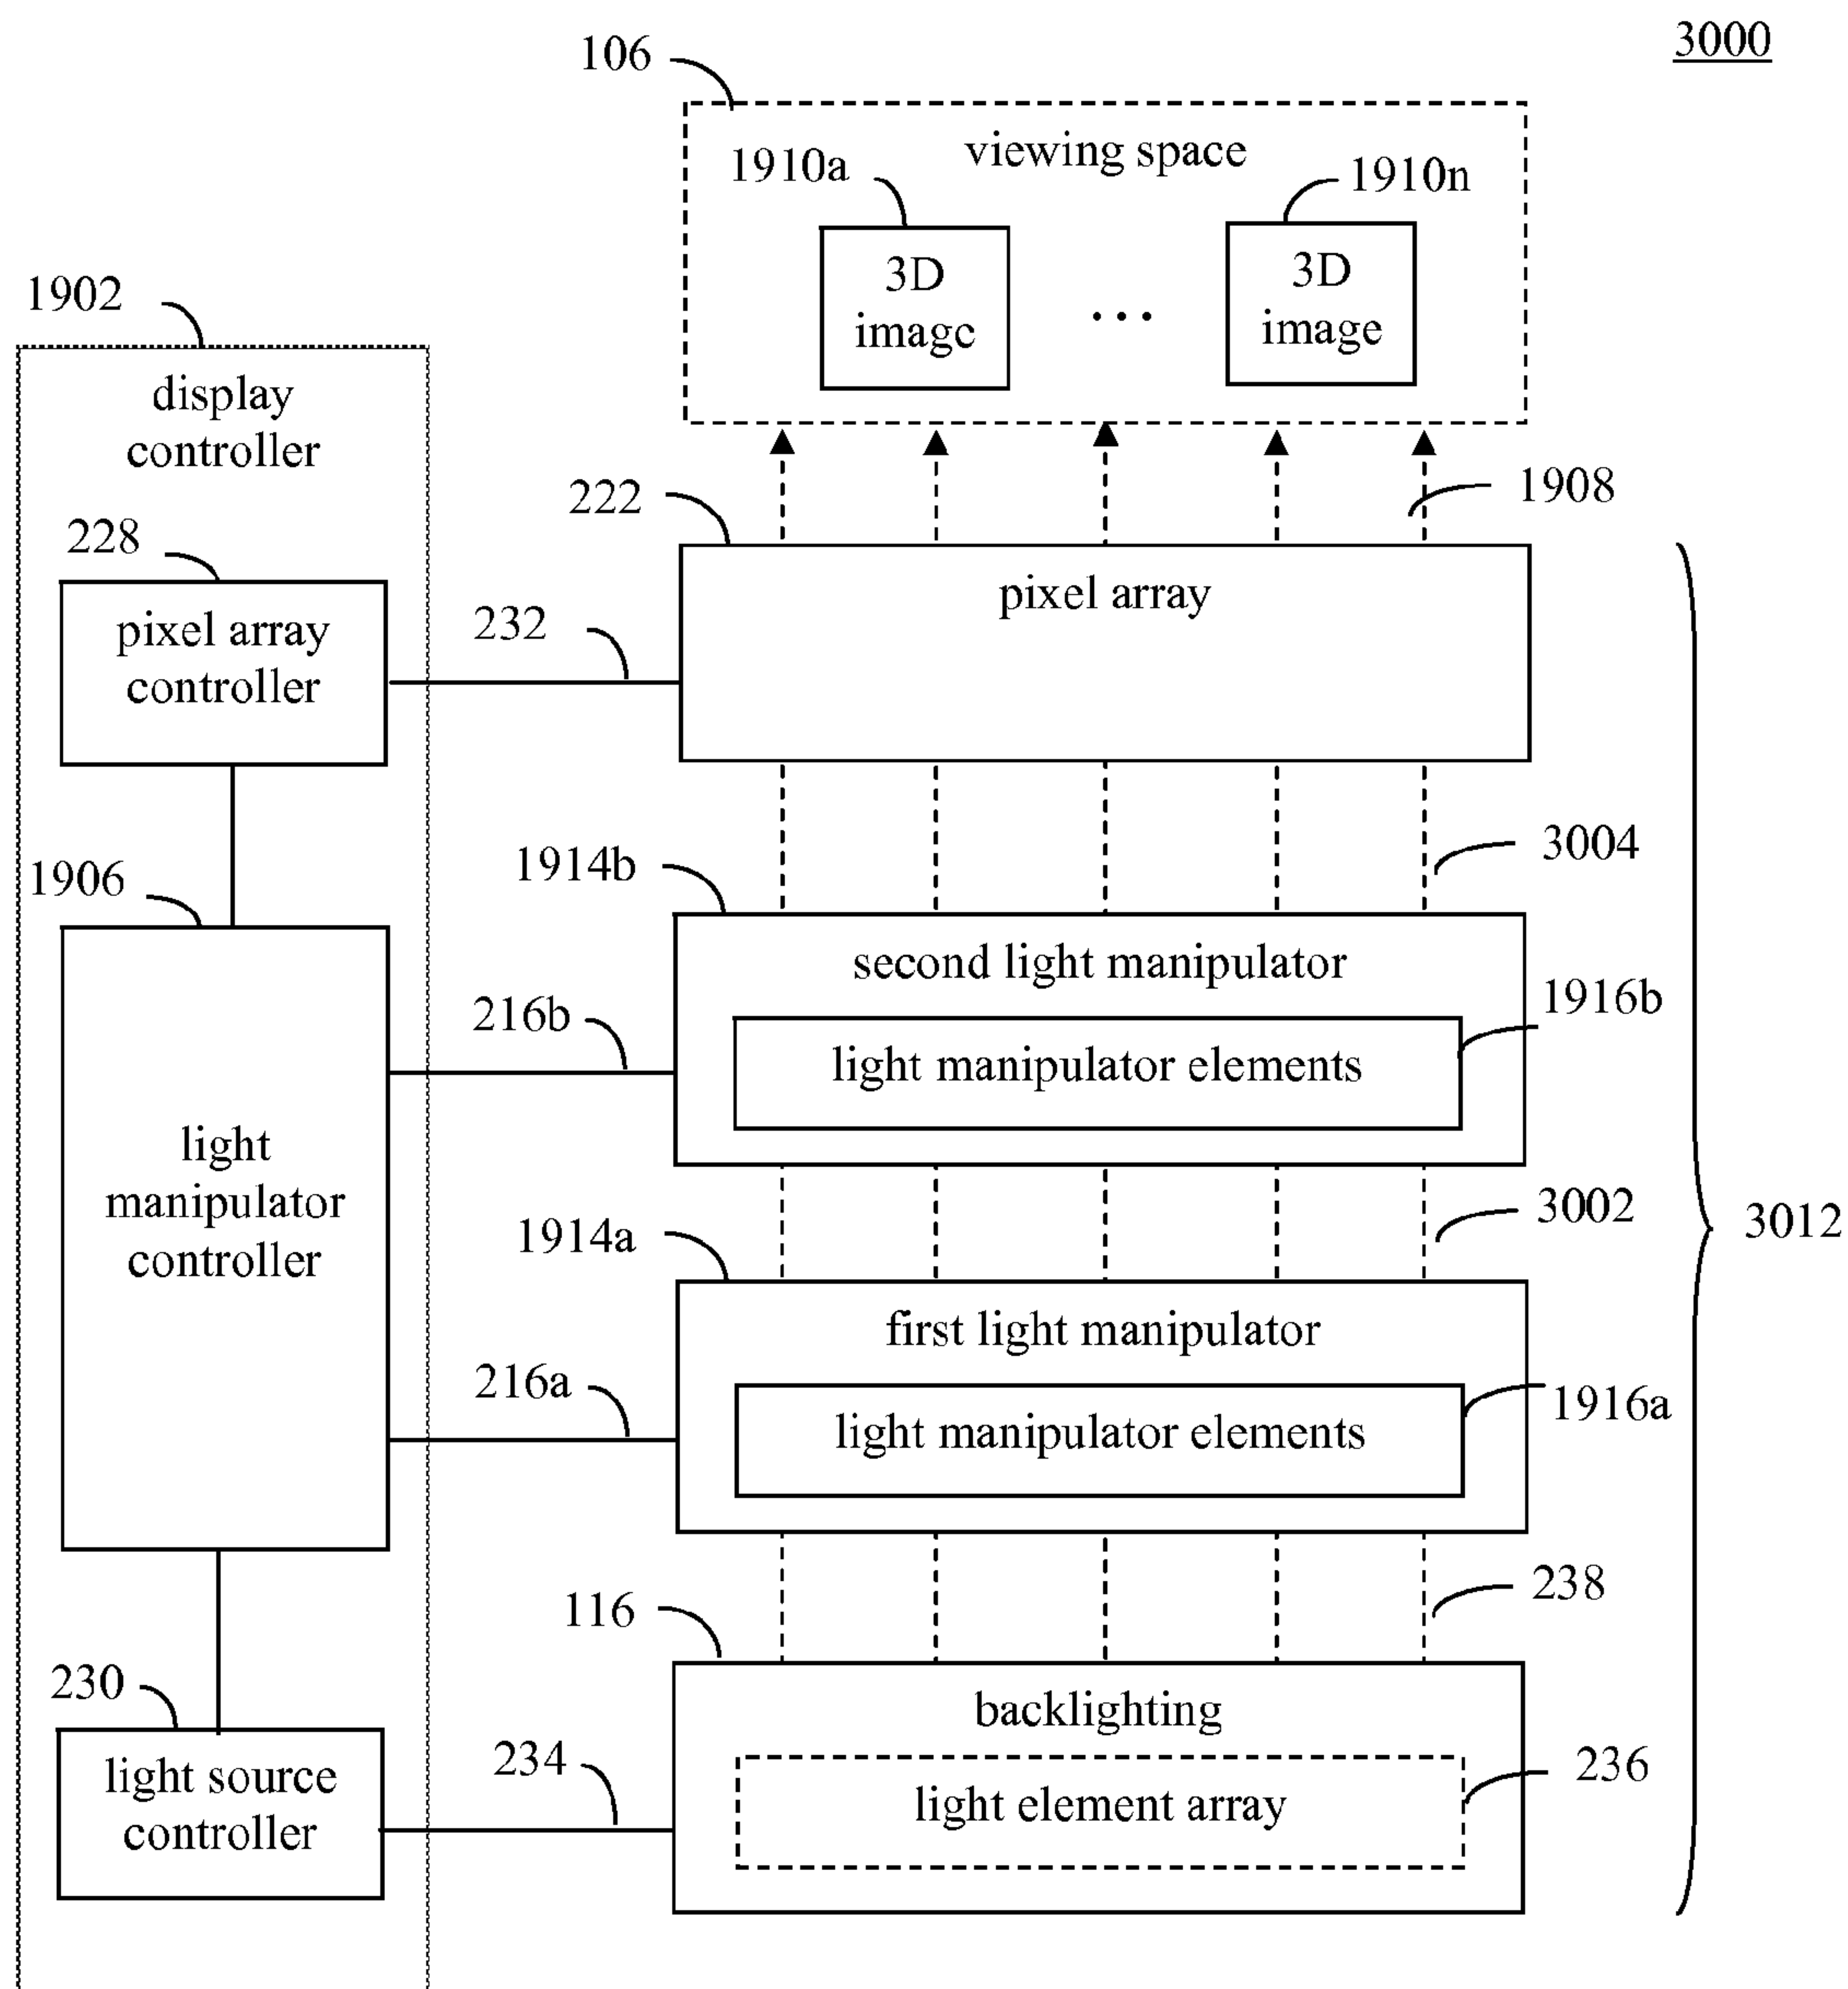 3000
106
viewing space
1910a
1910n
3D
imagc
...
3D
image
1902
display
controller
222
1908
228
pixel array
controller
232
pixel array
1906
1914b
3004
second light manipulator
216b
1916b
light manipulator elements
light
manipulator
controller
1914a
3002
3012
first light manipulator
216a
1916a
light manipulator elements
116
238
230
backlighting
light source
controller
234
236
light element array